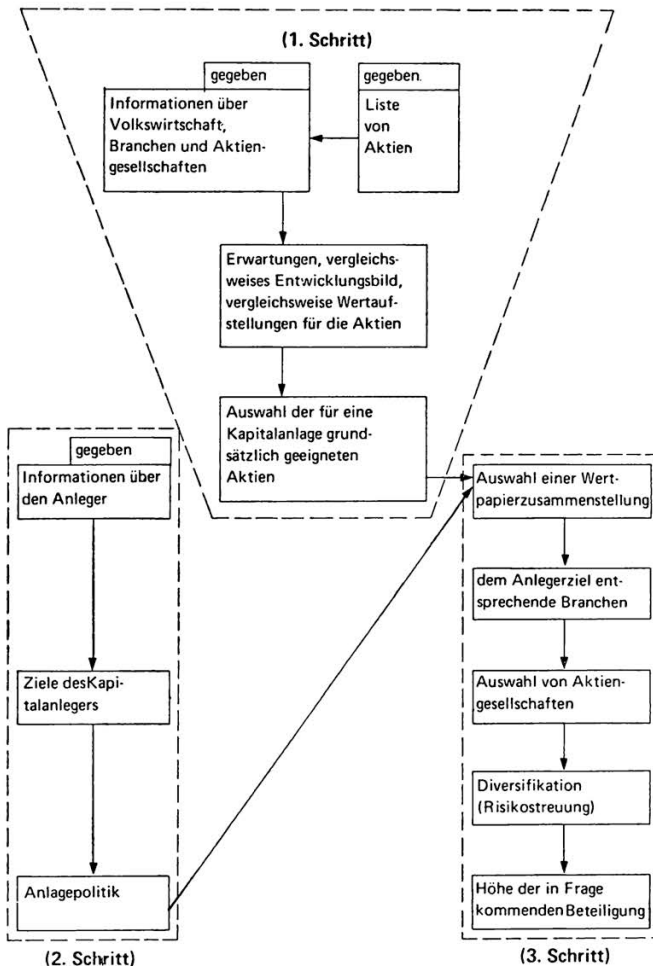 (1. Schritt)
gegeben
Informationen über
Volkswirtschaft,
Branchen und Aktien-
gesellschaften
gegeben.
Liste
von
Aktien
Erwartungen, vergleichs-
weises Entwicklungsbild,
vergleichsweise Wertauf-
stellungen für die Aktien
Auswahl der für eine
Kapitalanlage grund-
sätzlich geeigneten
Aktien
gegeben
Informationen über
den Anleger
Ziele desKapi-
talanlegers
Anlagepolitik
(2. Schritt)
Auswahl einer Wert-
papierzusammenstellung
dem Anlegerziel ent-
sprechende Branchen
Auswahl von Aktien-
gesellschaften
Diversifikation
(Risikostreuung)
Höhe der in Frage
kommenden Beteiligung
(3. Schritt)